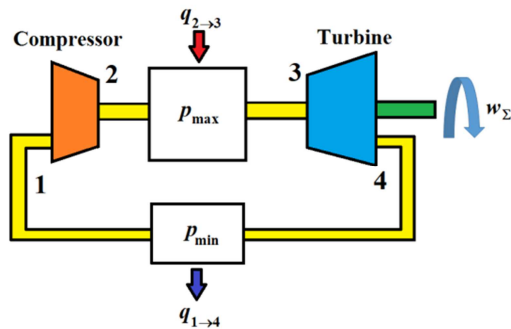 q2→3
Compressor
Turbine
2
3
pmax
wΣ
1
4
pmin
q1→4